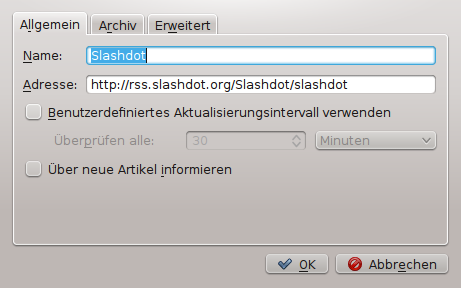 Allgemein Archiv Erweitert
Name: Slashdot
Adresse: http://rss.slashdot.org/Slashdot/slashdot
Benutzerdefiniertes Aktualisierungsintervall verwenden
Überprüfen alle: 30 Minuten
Über neue Artikel informieren
OK Abbrechen